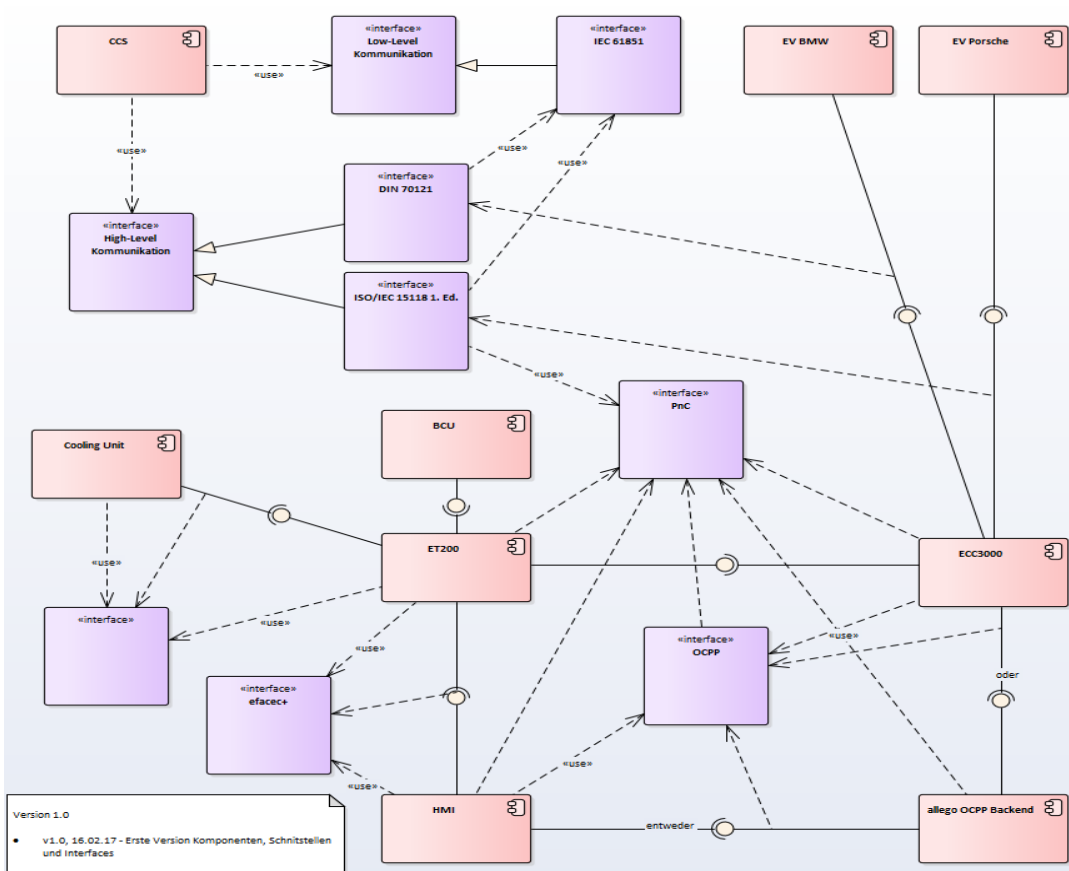 CCS
«interface»
Low-Level
Kommunikation
«interface»
IEC 61851
EV BMW
EV Porsche
«use»
«use»
«use»
«use»
«interface»
DIN 70121
«interface»
High-Level
Kommunikation
«interface»
ISO/IEC 15118 1. Ed.
«use»
«interface»
PnC
BCU
Cooling Unit
ET200
ECC3000
«use»
«interface»
«use»
«use»
«use»
«interface»
OCPP
oder
«interface»
efacec+
«use»
«use»
HMI
entweder
allego OCPP Backend
Version 1.0
• v1.0, 16.02.17 - Erste Version Komponenten, Schnittstellen
und Interfaces